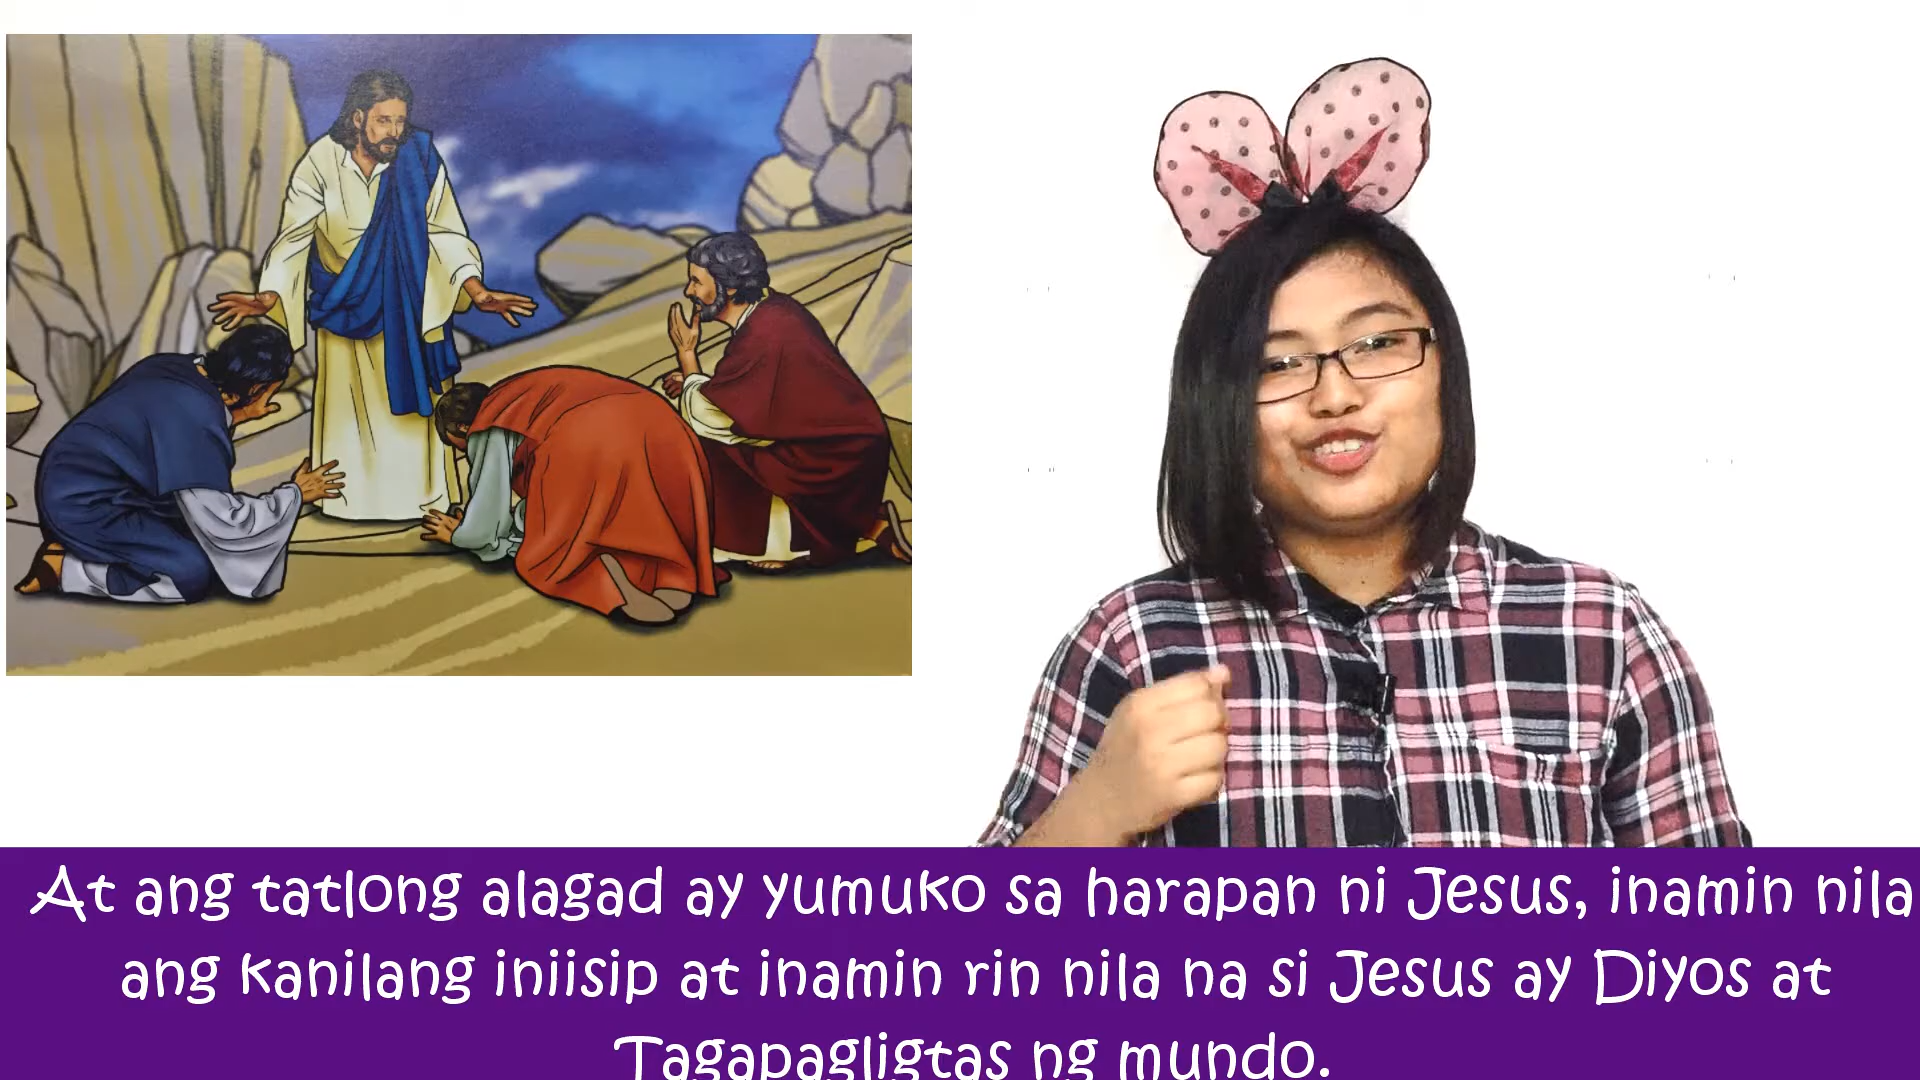 At ang tatlong alagad ay yumuko sa harapan ni Jesus, inamin nila
ang kanilang iniisip at inamin rin nila na si Jesus ay Diyos at
Tagapagligtas ng mundo.